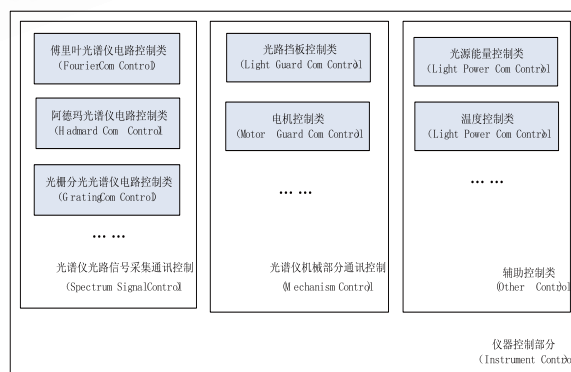 傅里叶光谱仪电路控制类
(FourierCom Control)
阿德玛光谱仪电路控制类
(Hadmard Com Control)
光栅分光光谱仪电路控制类
(GratingCom Control)
… …
光谱仪光路信号采集通讯控制
(Spectrum SignalControl)
光路挡板控制类
(Light Guard Com Control)
电机控制类
(Motor Guard Com Control)
… …
光谱仪机械部分通讯控制
(Mechanism Control)
光源能量控制类
(Light Power Com Control)
温度控制类
(Light Power Com Control)
… …
辅助控制类
(Other Control)
仪器控制部分
(Instrument Control